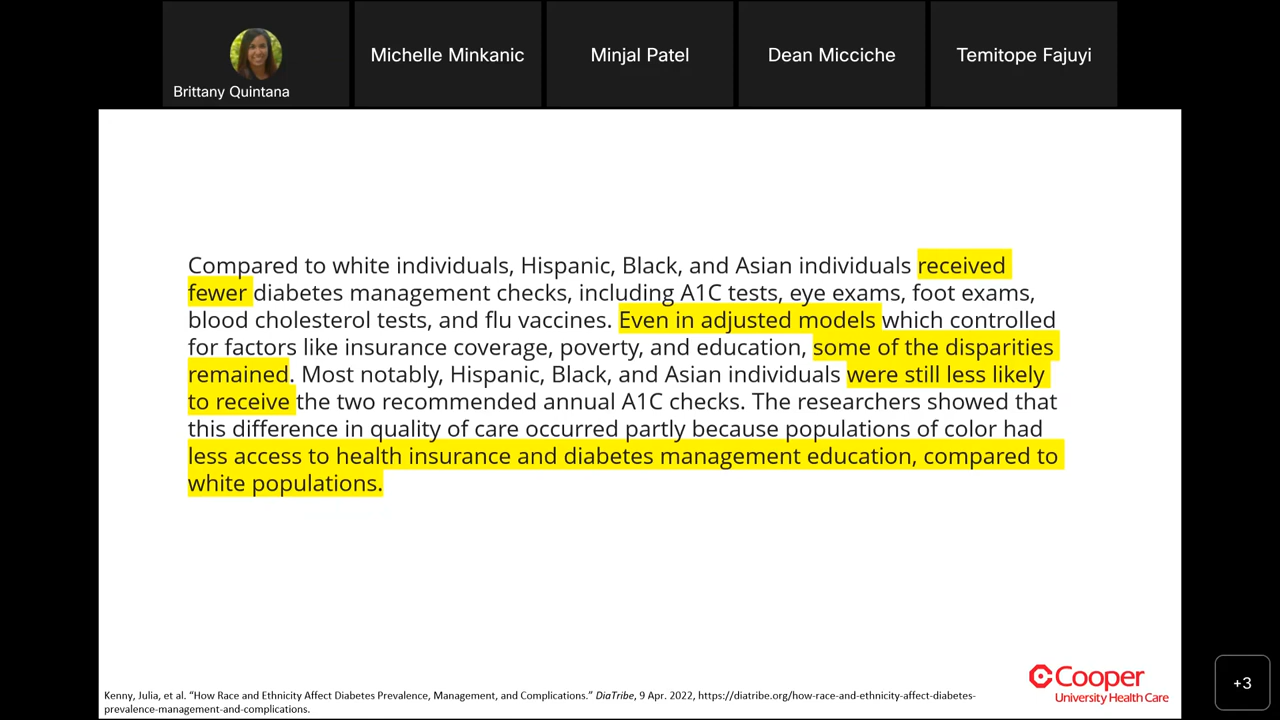 Brittany Quintana
Michelle Minkanic
Minjal Patel
Dean Micciche
Temitope Fajuyi
Compared to white individuals, Hispanic, Black, and Asian individuals received
fewer diabetes management checks, including A1C tests, eye exams, foot exams,
blood cholesterol tests, and flu vaccines. Even in adjusted models which controlled
for factors like insurance coverage, poverty, and education, some of the disparities
remained. Most notably, Hispanic, Black, and Asian individuals were still less likely
to receive the two recommended annual A1C checks. The researchers showed that
this difference in quality of care occurred partly because populations of color had
less access to health insurance and diabetes management education, compared to
white populations.
Kenny, Julia, et al. “How Race and Ethnicity Affect Diabetes Prevalence, Management, and Complications.” DiaTribe, 9 Apr. 2022, https://diatribe.org/how-race-and-ethnicity-affect-diabetes-
prevalence-management-and-complications.
Cooper
University Health Care
+3